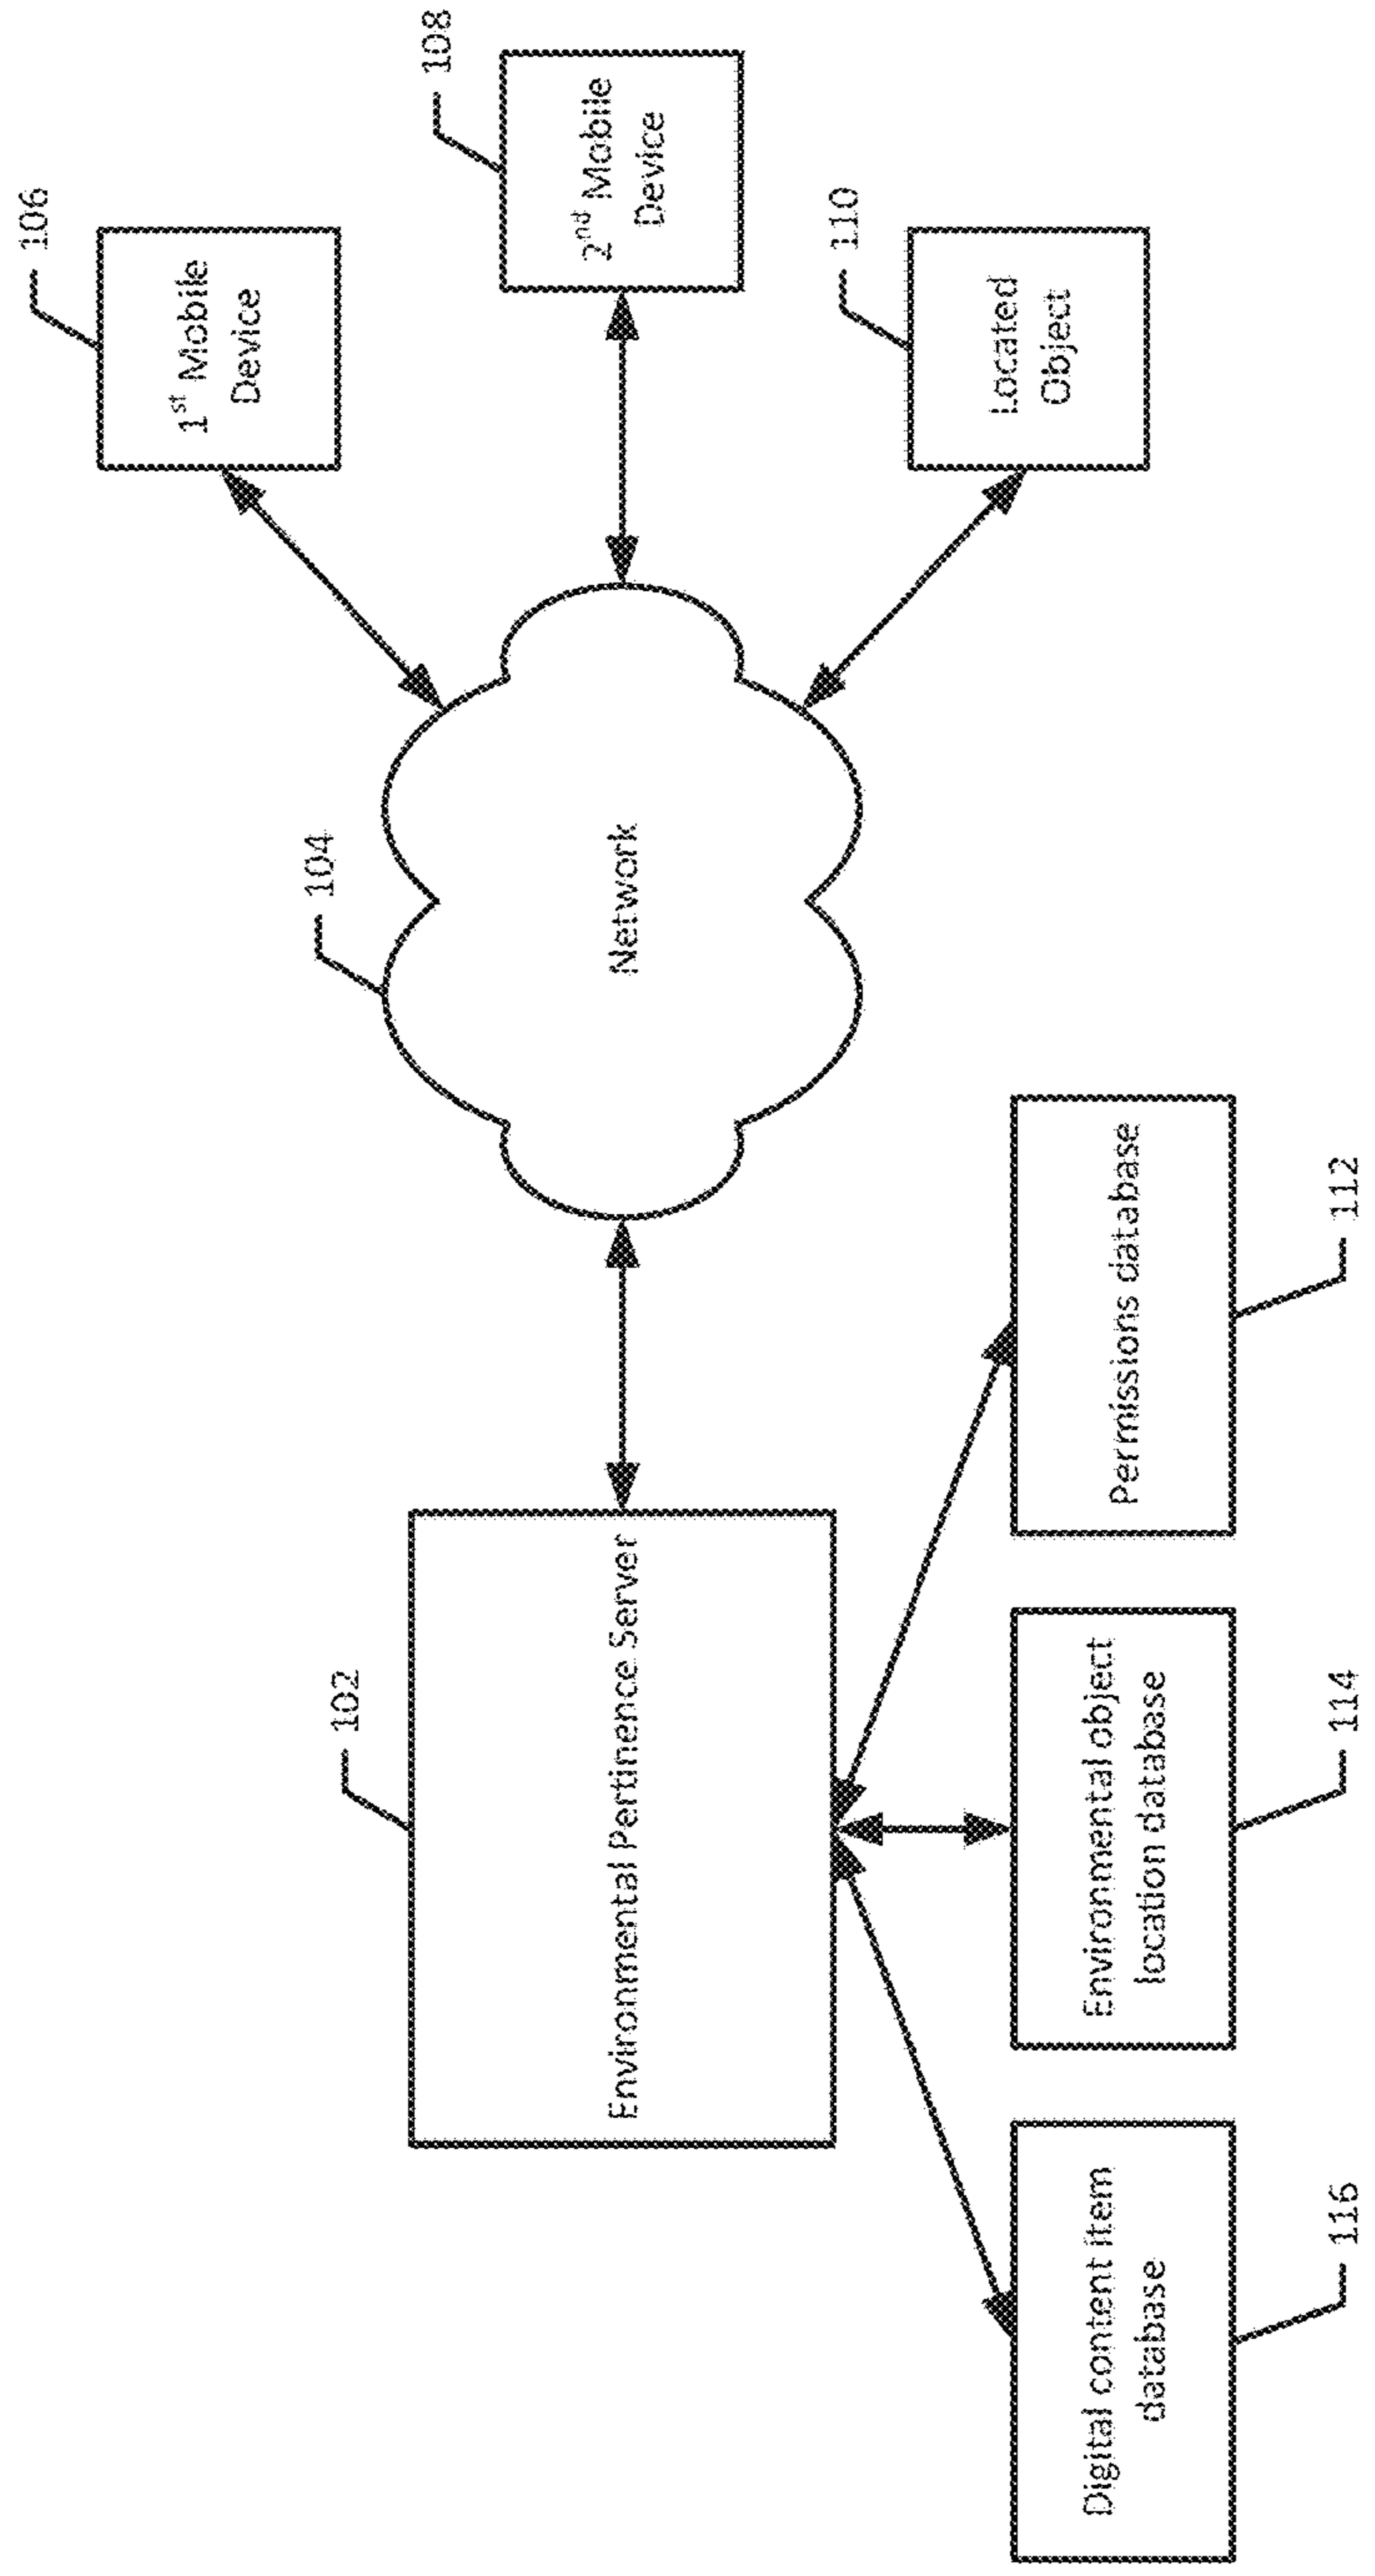 102
Environmental Pertinence Server
104
Network
106
1st Mobile
Device
108
2nd Mobile
Device
110
Located
Object
Digital content item
database
116
Environmental object
location database
114
Permissions database
112